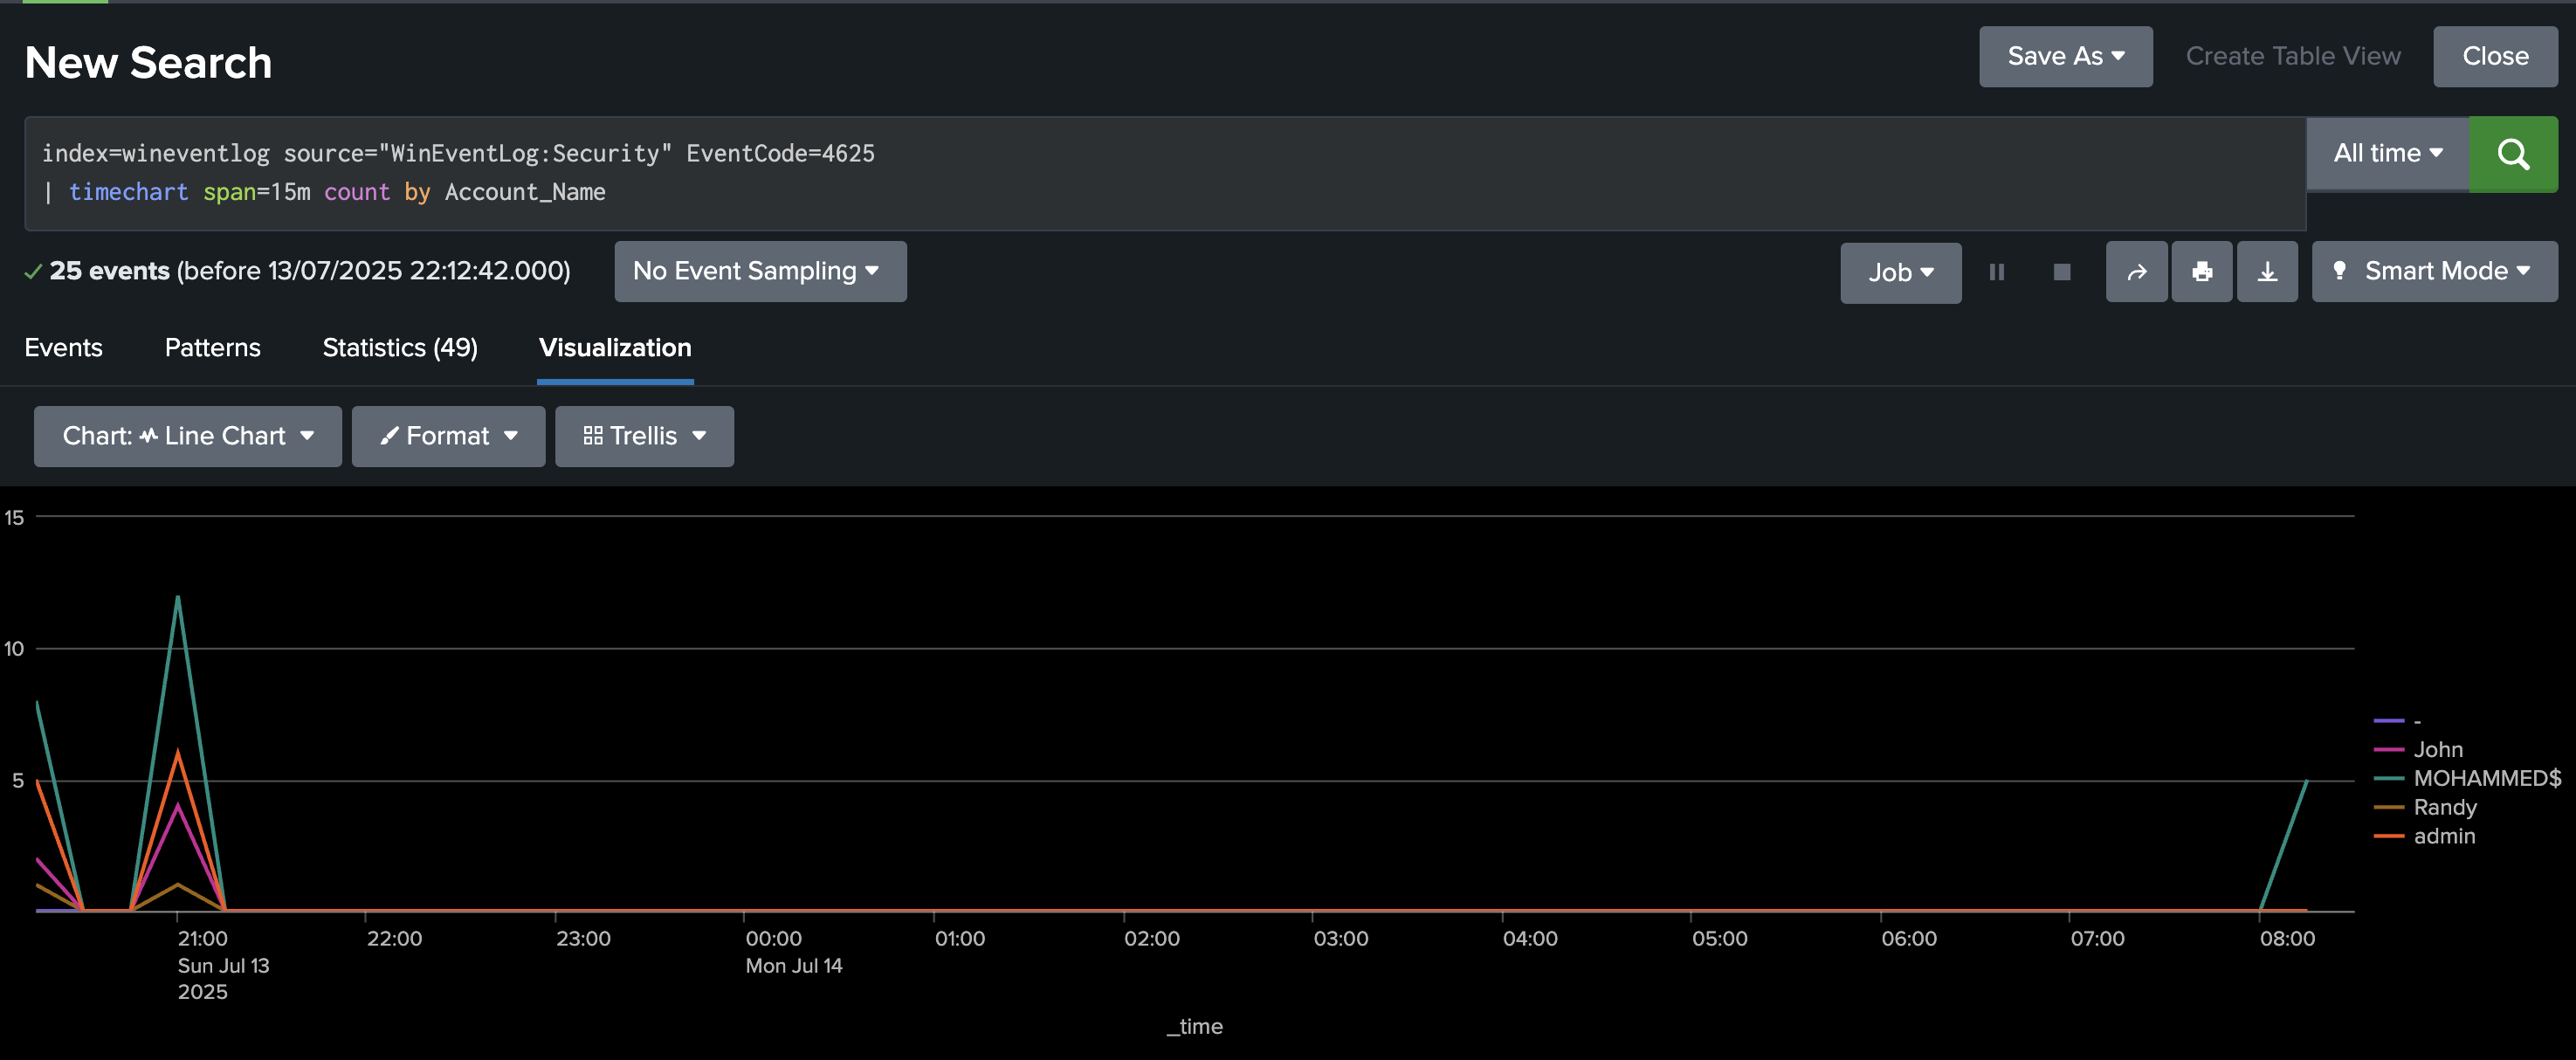 New Search
Save As
Create Table View
Close
index=wineventlog source="WinEventLog:Security" EventCode=4625
| timechart span=15m count by Account_Name
All time
25 events (before 13/07/2025 22:12:42.000)
No Event Sampling
Job
Smart Mode
Events
Patterns
Statistics (49)
Visualization
Chart: Line Chart
Format
Trellis
15
10
5
-
John
MOHAMMED$
Randy
admin
21:00
22:00
23:00
00:00
01:00
02:00
03:00
04:00
05:00
06:00
07:00
08:00
Sun Jul 13
Mon Jul 14
2025
_time